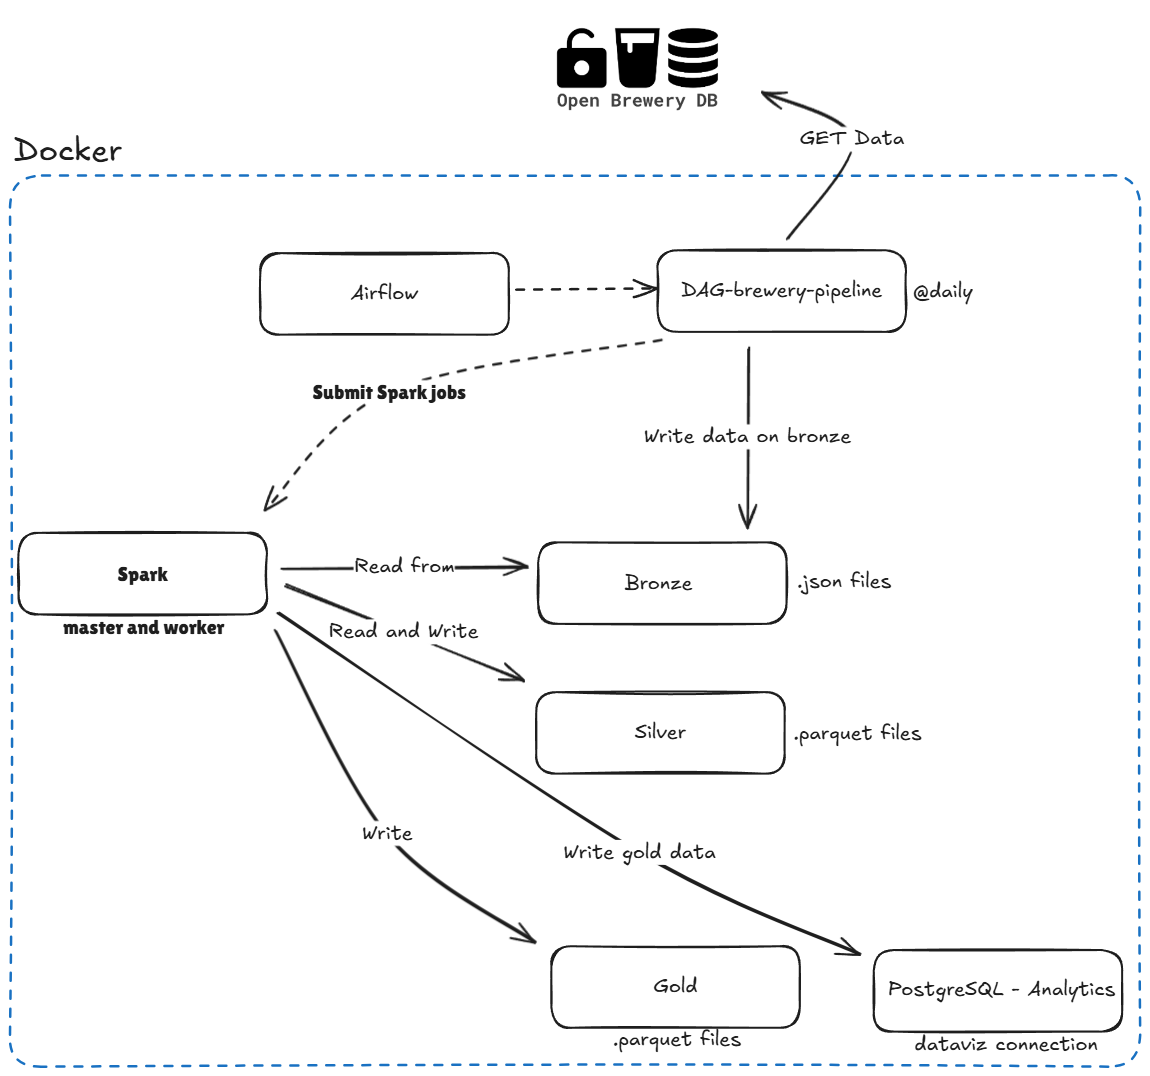 Open Brewery DB
GET Data
Docker
Airflow
DAG-brewery-pipeline
@daily
Submit Spark jobs
Write data on bronze
Spark
master and worker
Read from
Bronze
.json files
Read and Write
Silver
.parquet files
Write
Write gold data
Gold
.parquet files
PostgreSQL - Analytics
dataviz connection